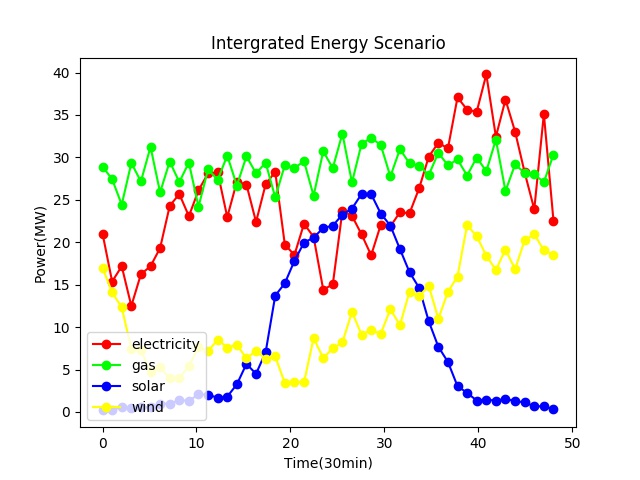 Intergrated Energy Scenario
Power(MW)
40
35
30
25
20
15
10
5
0
electricity
gas
solar
wind
0 10 20 30 40 50
Time(30min)